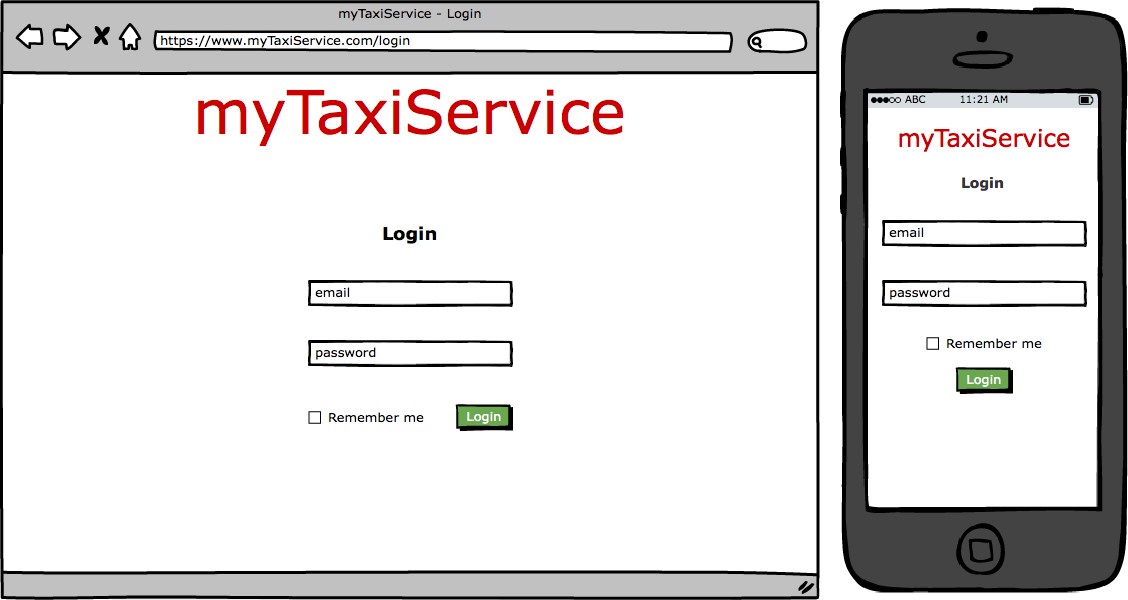 myTaxiService - Login
https://www.myTaxiService.com/login
myTaxiService
Login
email
password
Remember me
Login
ABC 11:21 AM
myTaxiService
Login
email
password
Remember me
Login